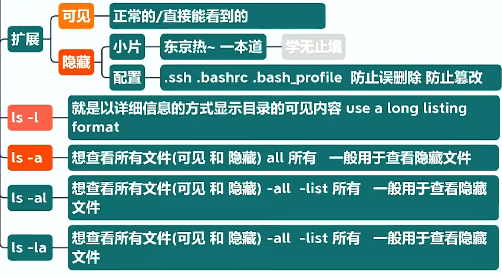 扩展
可见
正常的/直接能看到的
隐藏
小片
东京热~ 一本道
学无止境
配置
.ssh .bashrc .bash_profile 防止误删除 防止篡改
ls -l
就是以详细信息的方式显示目录的可见内容 use a long listing
format
ls -a
想查看所有文件(可见 和 隐藏) all 所有 一般用于查看隐藏文件
ls -al
想查看所有文件(可见 和 隐藏) -all -list 所有 一般用于查看隐藏
文件
ls -la
想查看所有文件(可见 和 隐藏) -all -list 所有 一般用于查看隐藏
文件